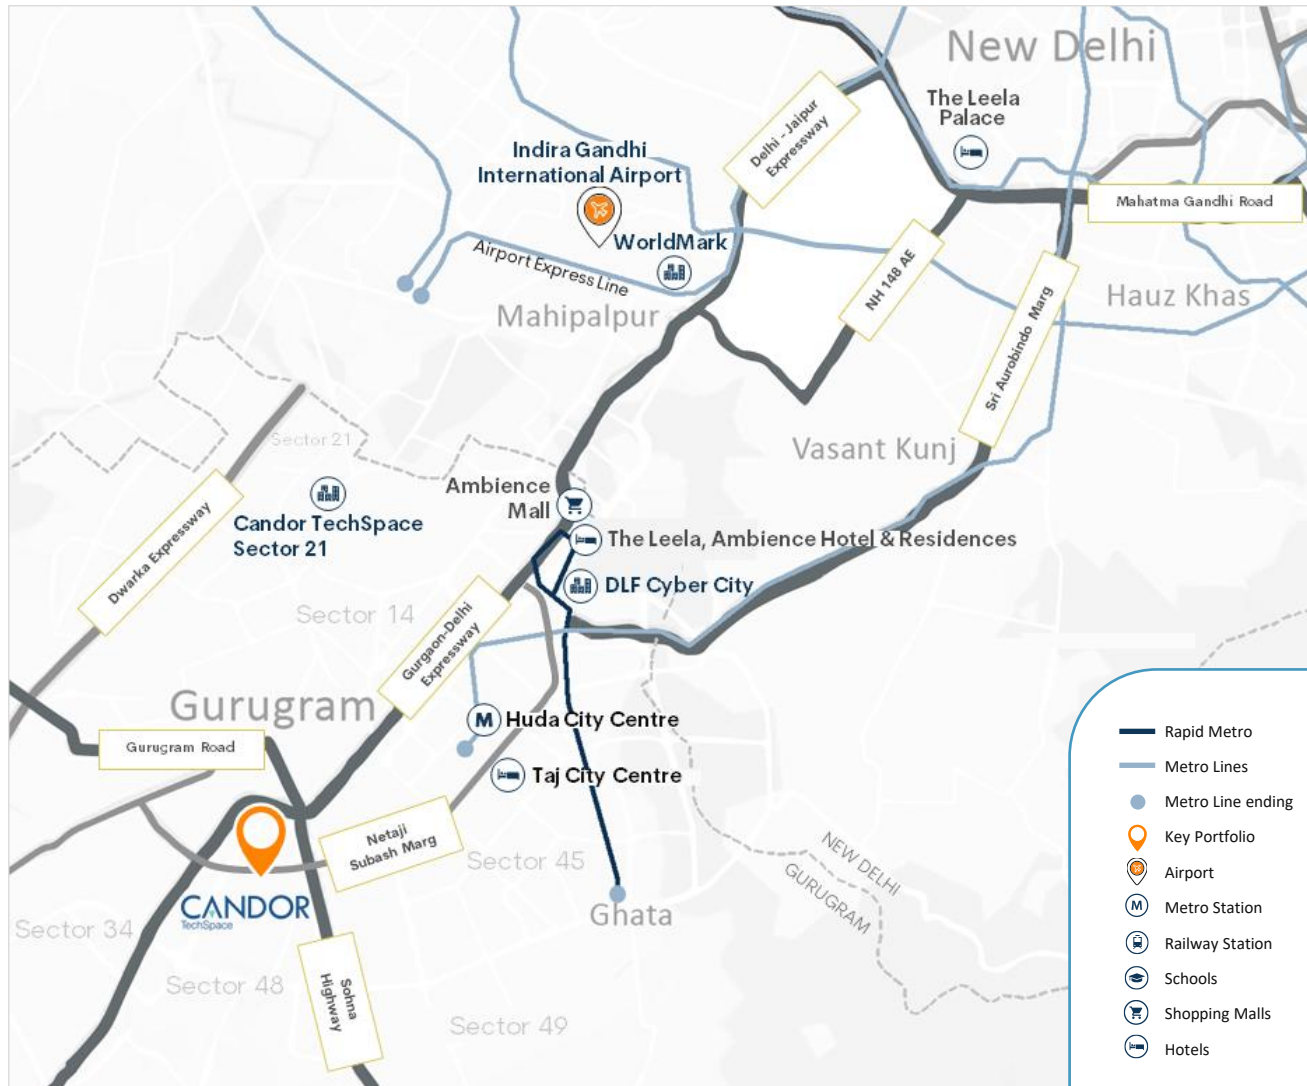 New Delhi
The Leela
Palace
Delhi - Jaipur
Expressway
Indira Gandhi
International Airport
Mahatma Gandhi Road
WorldMark
Airport Express Line
NH 148 AE
Hauz Khas
Mahipalpur
Sri Aurobindo Marg
Sector 21
Vasant Kunj
Ambience
Mall
Candor TechSpace
Sector 21
Dwarka Expressway
The Leela, Ambience Hotel & Residences
DLF Cyber City
Sector 14
Gurgaon-Delhi
Expressway
Gurugram
M
Huda City Centre
Gurugram Road
Taj City Centre
Netaji
Subash Marg
Sector 45
NEW DELHI
GURUGRAM
CANDOR
TechSpace
Ghata
Sector 34
Sector 48
Sohna
Highway
Sector 49
Rapid Metro
Metro Lines
Metro Line ending
Key Portfolio
Airport
M
Metro Station
Railway Station
Schools
Shopping Malls
Hotels